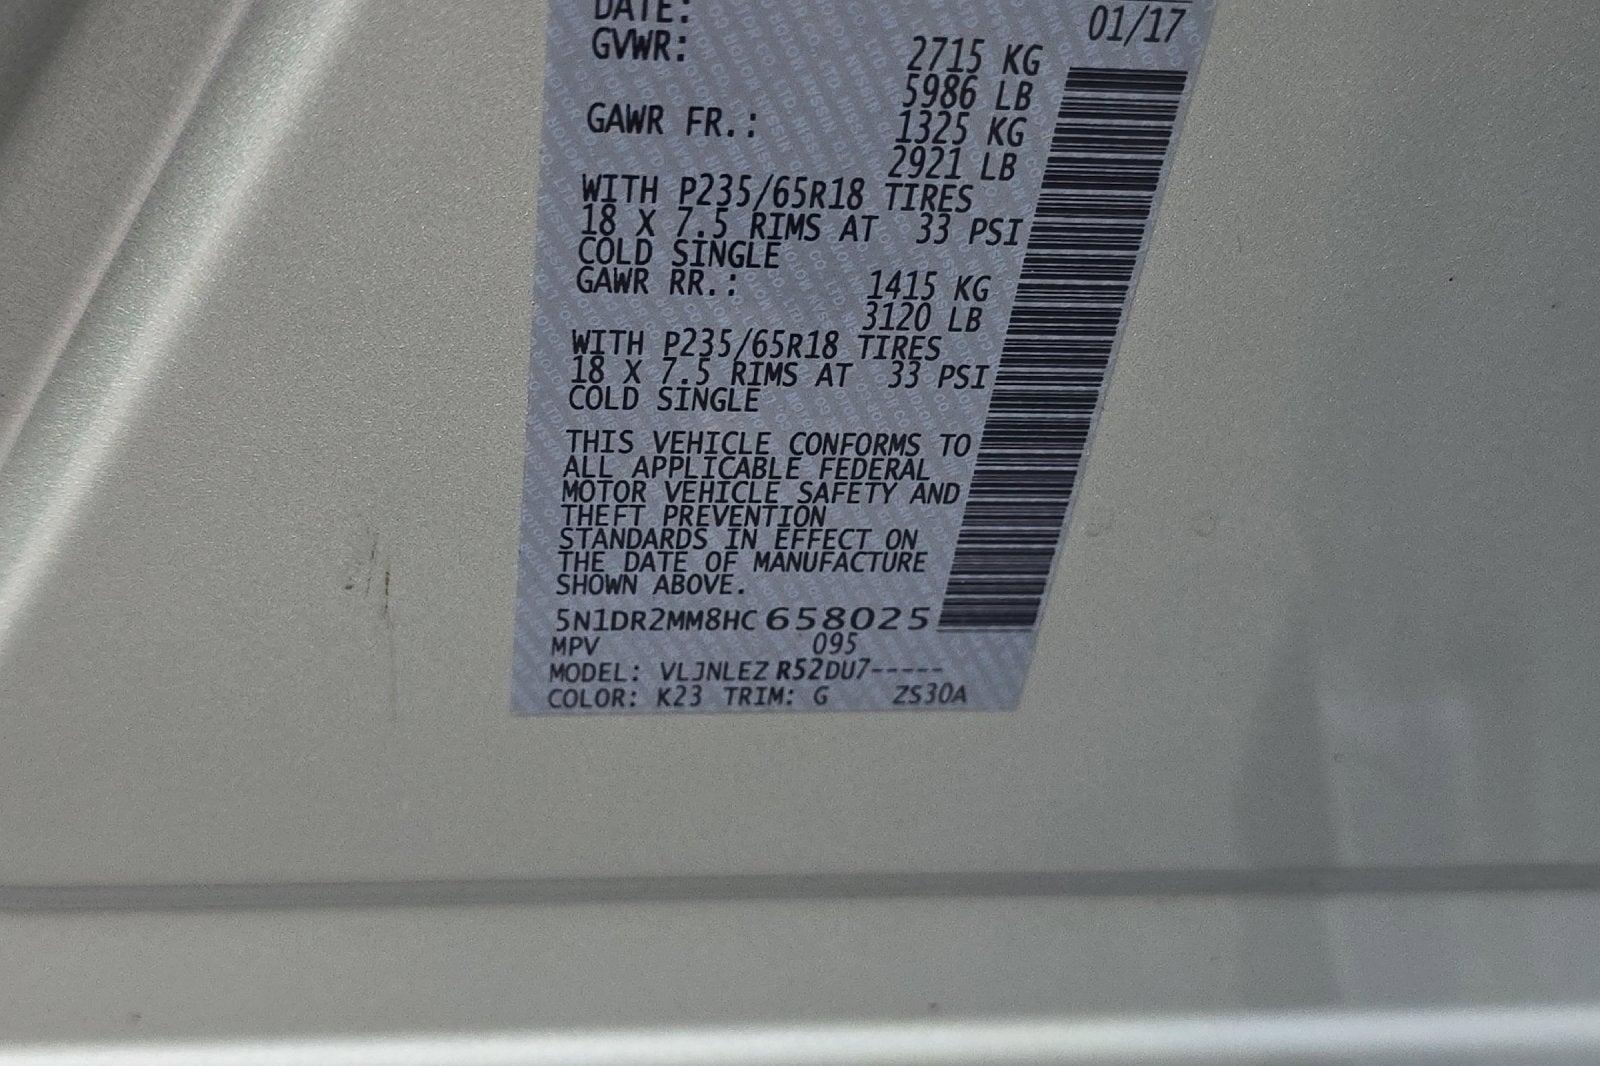 DATE: 01/17
GVWR: 2715 KG
5986 LB
GAWR FR.: 1325 KG
2921 LB
WITH P235/65R18 TIRES
18 X 7.5 RIMS AT 33 PSI
COLD SINGLE
GAWR RR.: 1415 KG
3120 LB
WITH P235/65R18 TIRES
18 X 7.5 RIMS AT 33 PSI
COLD SINGLE
THIS VEHICLE CONFORMS TO
ALL APPLICABLE FEDERAL
MOTOR VEHICLE SAFETY AND
THEFT PREVENTION
STANDARDS IN EFFECT ON
THE DATE OF MANUFACTURE
SHOWN ABOVE.
5N1DR2MM8HC658025
MPV 095
MODEL: VLJNLEZ R52DU7-----
COLOR: K23 TRIM: G ZS30A